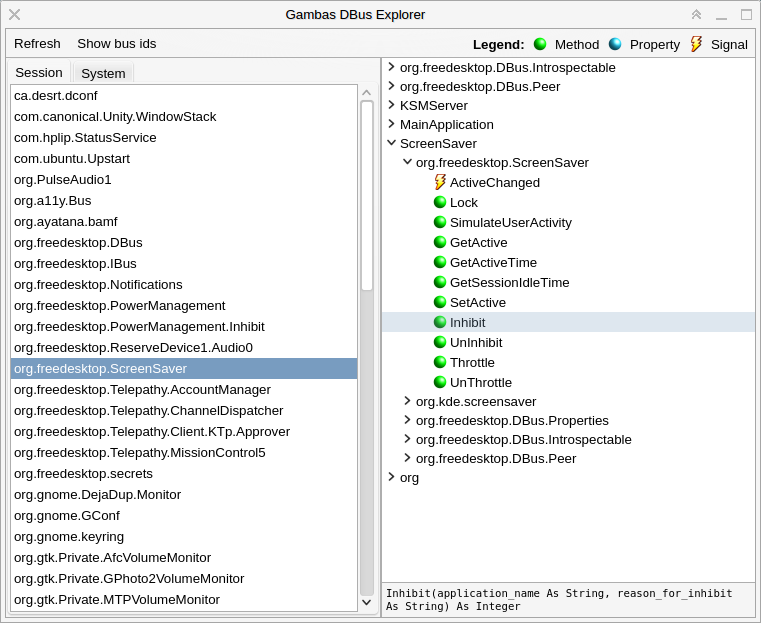 Gambas DBus Explorer
Refresh Show bus ids Legend: Method Property Signal
Session System
ca.desrt.dconf
com.canonical.Unity.WindowStack
com.hplip.StatusService
com.ubuntu.Upstart
org.PulseAudio1
org.a11y.Bus
org.ayatana.bamf
org.freedesktop.DBus
org.freedesktop.IBus
org.freedesktop.Notifications
org.freedesktop.PowerManagement
org.freedesktop.PowerManagement.Inhibit
org.freedesktop.ReserveDevice1.Audio0
org.freedesktop.ScreenSaver
org.freedesktop.Telepathy.AccountManager
org.freedesktop.Telepathy.ChannelDispatcher
org.freedesktop.Telepathy.Client.KTp.Approver
org.freedesktop.Telepathy.MissionControl5
org.freedesktop.secrets
org.gnome.DejaDup.Monitor
org.gnome.GConf
org.gnome.keyring
org.gtk.Private.AfcVolumeMonitor
org.gtk.Private.GPhoto2VolumeMonitor
org.gtk.Private.MTPVolumeMonitor
org.freedesktop.DBus.Introspectable
org.freedesktop.DBus.Peer
KSMServer
MainApplication
ScreenSaver
org.freedesktop.ScreenSaver
ActiveChanged
Lock
SimulateUserActivity
GetActive
GetActiveTime
GetSessionIdleTime
SetActive
Inhibit
UnInhibit
Throttle
UnThrottle
org.kde.screensaver
org.freedesktop.DBus.Properties
org.freedesktop.DBus.Introspectable
org.freedesktop.DBus.Peer
org
Inhibit(application_name As String, reason_for_inhibit
As String) As Integer